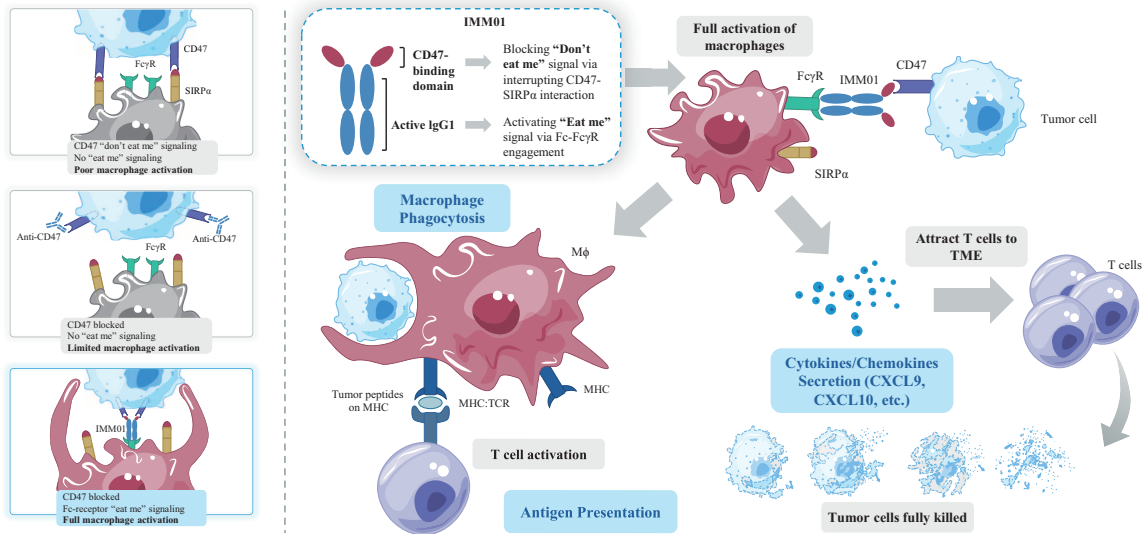 CD47
FcγR
SIRPα
CD47 “don’t eat me” signaling
No “eat me” signaling
Poor macrophage activation
Anti-CD47
Anti-CD47
FcγR
CD47 blocked
No “eat me” signaling
Limited macrophage activation
IMM01
CD47 blocked
Fc-receptor “eat me” signaling
Full macrophage activation
IMM01
CD47-
binding
domain
Blocking “Don’t
eat me” signal via
interrupting CD47-
SIRPα interaction
Active lgG1
Activating “Eat me”
signal via Fc-FcγR
engagement
Full activation of
macrophages
FcγR
IMM01
CD47
Tumor cell
SIRPα
Macrophage
Phagocytosis
Mϕ
Tumor peptides
on MHC
MHC:TCR
MHC
T cell activation
Antigen Presentation
Attract T cells to
TME
T cells
Cytokines/Chemokines
Secretion (CXCL9,
CXCL10, etc.)
Tumor cells fully killed